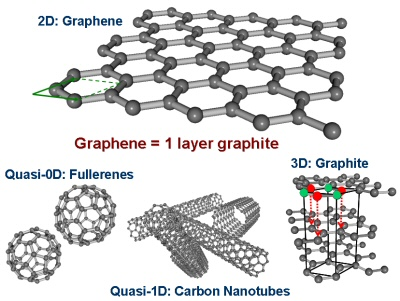 2D: Graphene
Graphene = 1 layer graphite
3D: Graphite
Quasi-0D: Fullerenes
Quasi-1D: Carbon Nanotubes